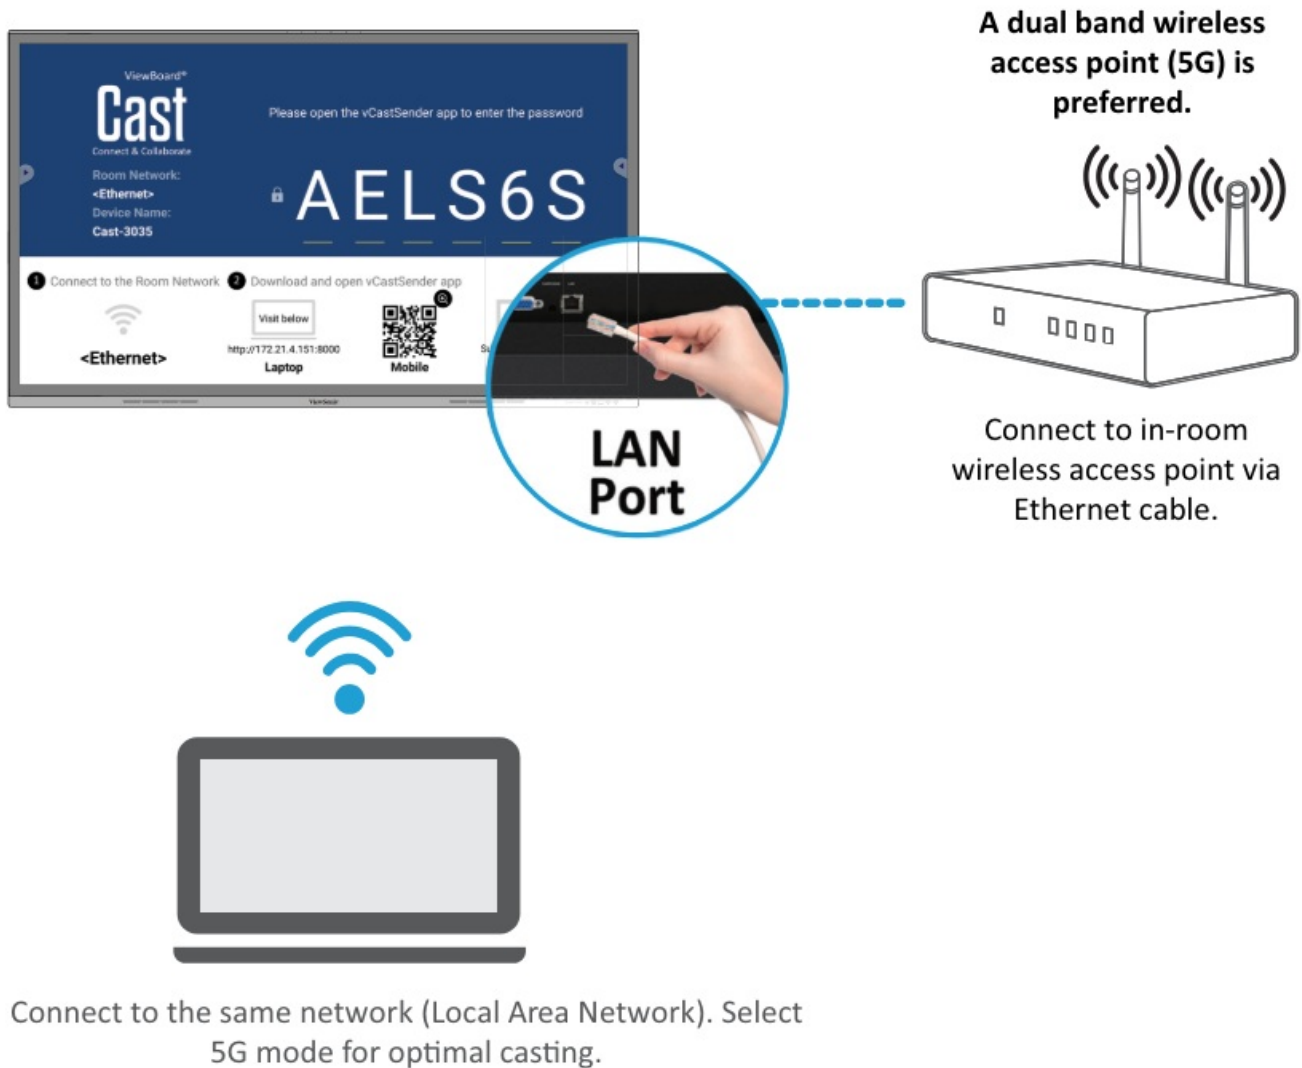 A dual band wireless
access point (5G) is
preferred.
ViewBoard®
Cast
Connect & Collaborate
Please open the vCastSender app to enter the password
Room Network:
<Ethernet>
Device Name:
Cast-3035
AELS6S
1 Connect to the Room Network
2 Download and open vCastSender app
Visit below
<Ethernet>
http://172.21.4.151:8000
Laptop
Mobile
Su
ViewSonic
LAN
Port
Connect to in-room
wireless access point via
Ethernet cable.
Connect to the same network (Local Area Network). Select
5G mode for optimal casting.